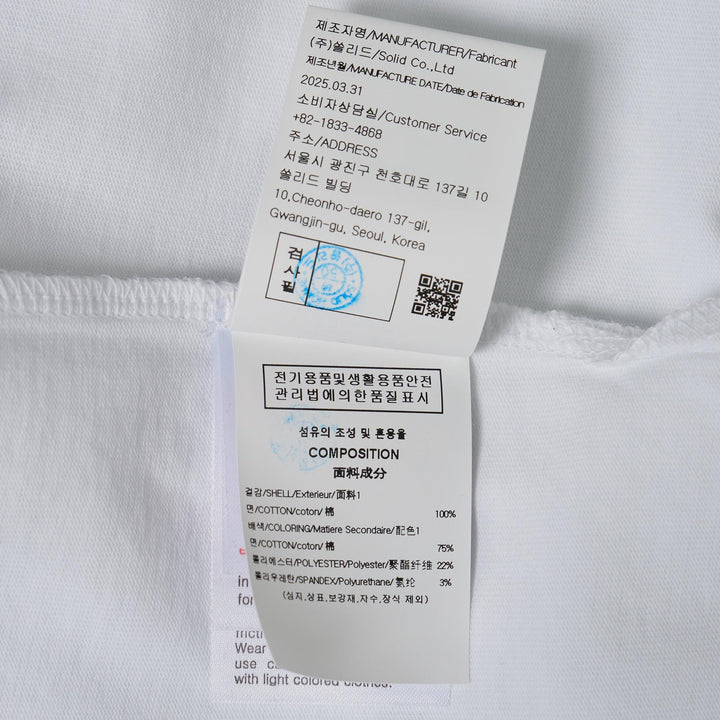 제조자명/MANUFACTURER/Fabricant
(주)쏠리드/Solid Co.,Ltd
제조년월/MANUFACTURE DATE/Date de Fabrication
2025.03.31
소비자상담실/Customer Service
+82-1833-4868
주소/ADDRESS
서울시 광진구 천호대로 137길 10
쏠리드 빌딩
10,Cheonho-daero 137-gil,
Gwangjin-gu, Seoul, Korea
검사필
전기용품및생활용품안전
관리법에의한품질표시
섬유의 조성 및 혼용율
COMPOSITION
面料成分
겉감/SHELL/Exterieur/面料1
면/COTTON/coton/棉 100%
배색/COLORING/Matiere Secondaire/配色1
면/COTTON/coton/棉 75%
폴리에스터/POLYESTER/Polyester/聚酯纤维 22%
폴리우레탄/SPANDEX/Polyurethane/氨纶 3%
(심지,상표,보강재,자수,장식 제외)
in
for
Wear
use
with light colored clothes.